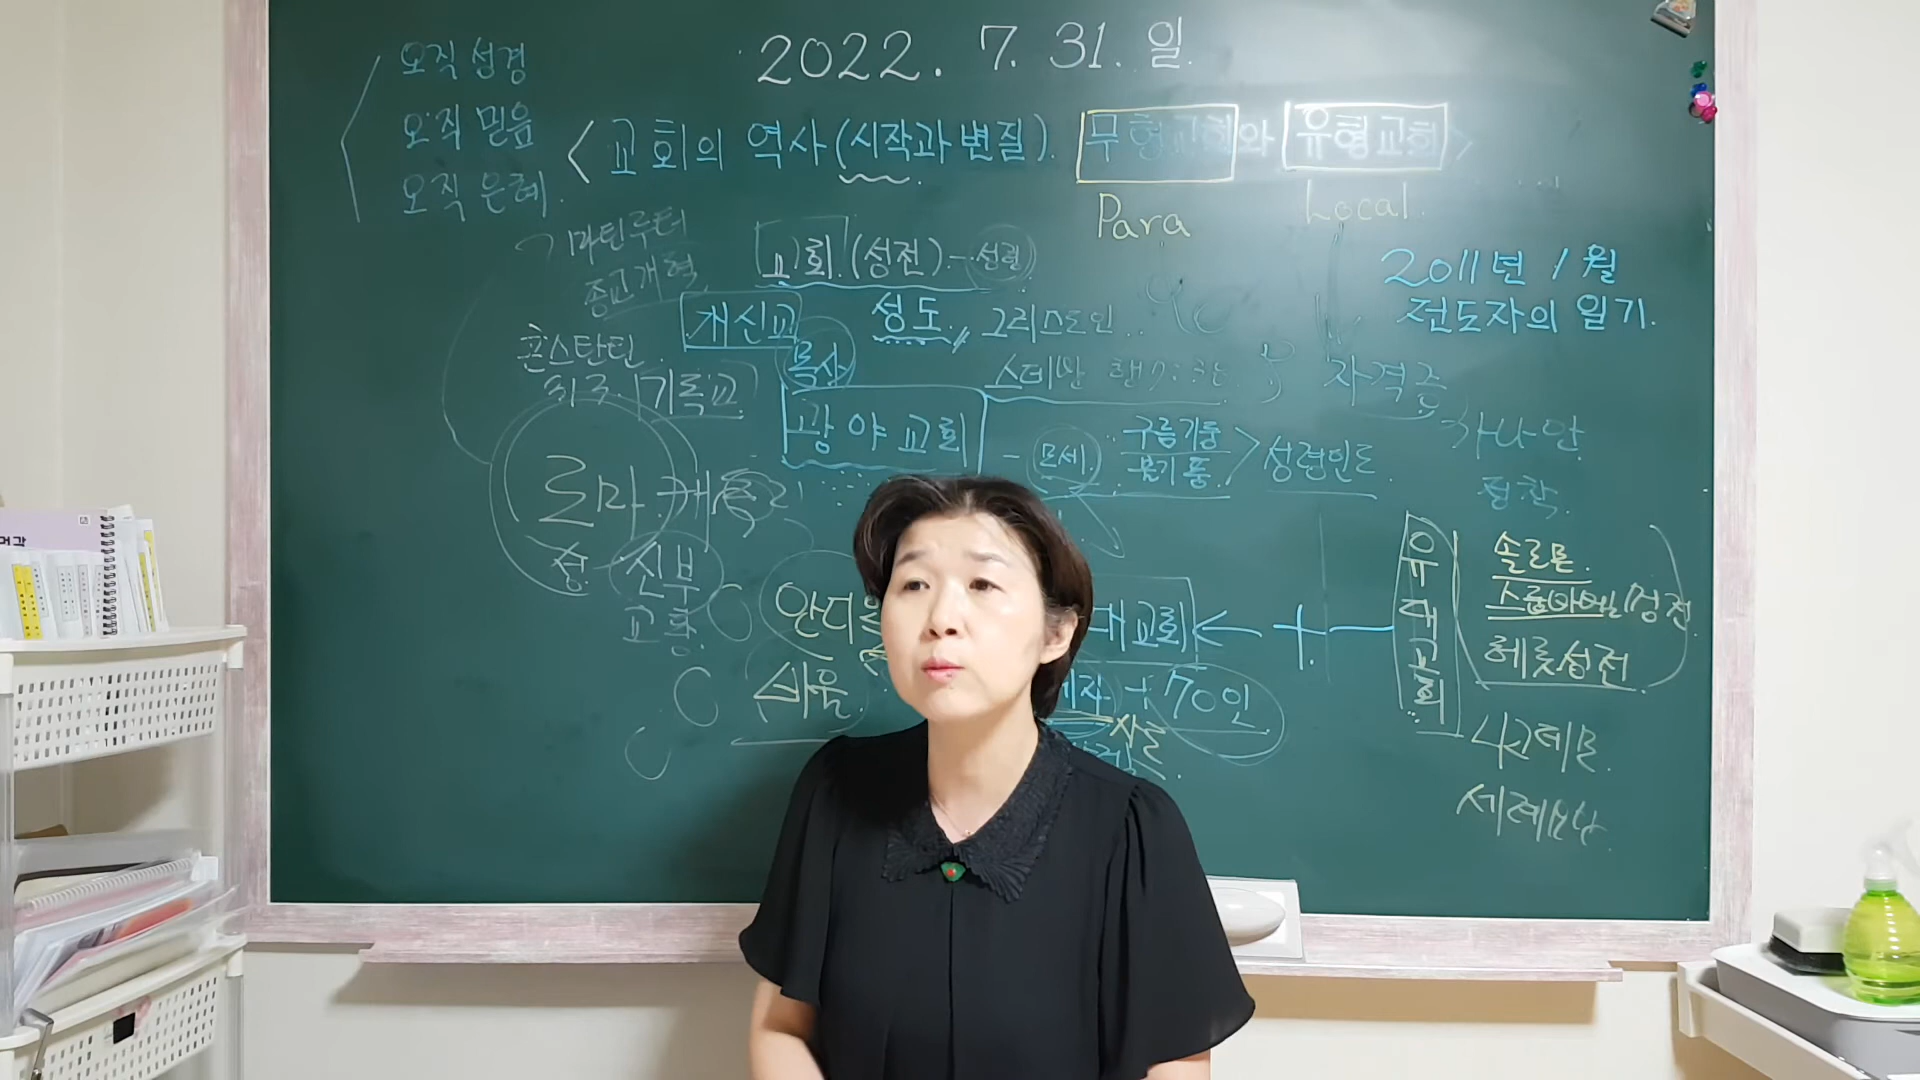 2022. 7. 31. 일.
오직 성경
오직 믿음
오직 은혜.
<교회의 역사(시작과 변질). 무형교회와 유형교회>
Para
Local
마틴루터
종교개혁
교회(성전)-성령
2011년 1월
전도자의 일기.
개신교
성도, 그리스도인
목사
콘스탄틴
기독교
스데반
자격증
광야교회
- 모세.
구름기둥
불기둥
> 성령인도
가나안
정착.
로마
신부
교황
안디옥
대교회 ← +
유대교회
솔로몬.
스룹바벨 성전
헤롯성전
사울.
+ 70인
세례요한